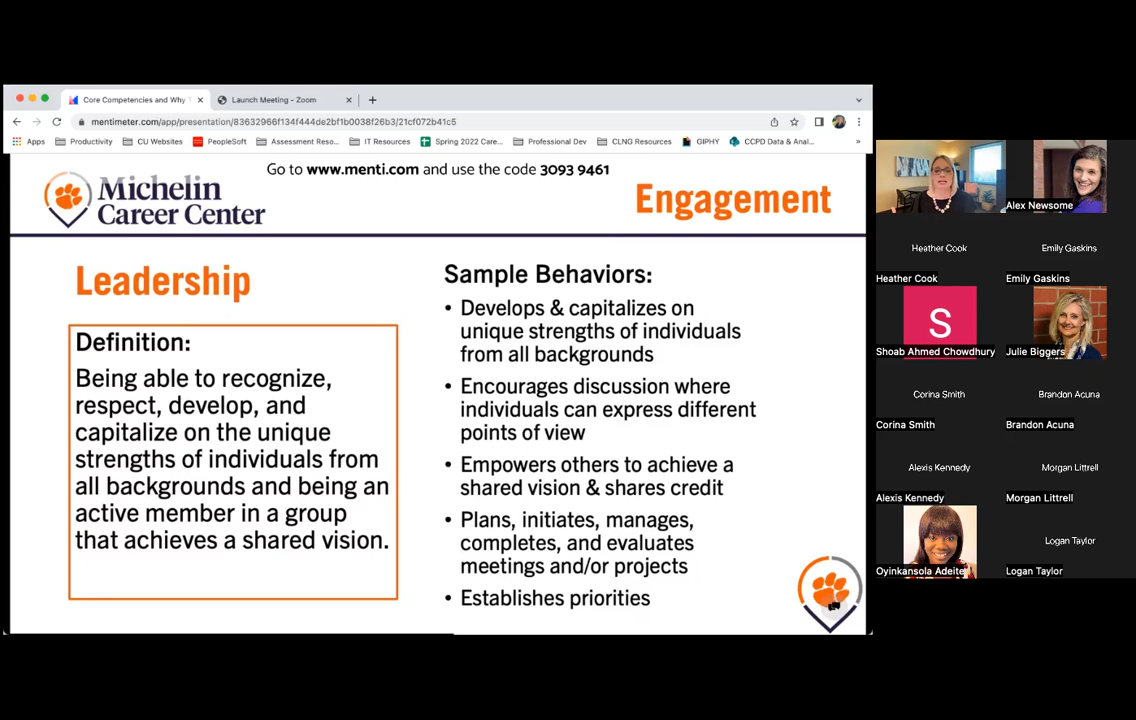 Core Competencies and Why T
Launch Meeting - Zoom
mentimeter.com/app/presentation/83632966f134f444de2bf1b0038f26b3/21cf072b41c5
Apps Productivity CU Websites PeopleSoft Assessment Reso... IT Resources Spring 2022 Care... Professional Dev CLNG Resources GIPHY CCPD Data & Anal... »
Go to www.menti.com and use the code 3093 9461
Michelin
Career Center
Engagement
Leadership
Definition:
Being able to recognize,
respect, develop, and
capitalize on the unique
strengths of individuals from
all backgrounds and being an
active member in a group
that achieves a shared vision.
Sample Behaviors:
• Develops & capitalizes on
unique strengths of individuals
from all backgrounds
• Encourages discussion where
individuals can express different
points of view
• Empowers others to achieve a
shared vision & shares credit
• Plans, initiates, manages,
completes, and evaluates
meetings and/or projects
• Establishes priorities
Alex Newsome
Heather Cook
Heather Cook
Emily Gaskins
Emily Gaskins
S
Shoab Ahmed Chowdhury
Julie Biggers
Corina Smith
Corina Smith
Brandon Acuna
Brandon Acuna
Alexis Kennedy
Alexis Kennedy
Morgan Littrell
Morgan Littrell
Oyinkansola Adeite
Logan Taylor
Logan Taylor